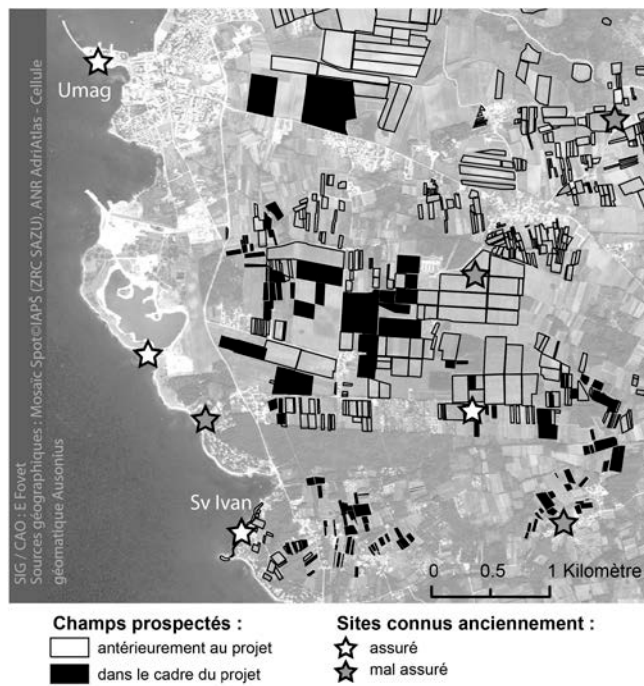 Umag
Sv Ivan
SIG / CAO : E Fovet
Sources géographiques : Mosaic Spot©IAPS (ZRC SAZU), ANR AdriAtlas - Cellule
géomatique Ausonius
0 0.5 1 Kilomètre
Champs prospectés :
antérieurement au projet
dans le cadre du projet
Sites connus anciennement :
assuré
mal assuré